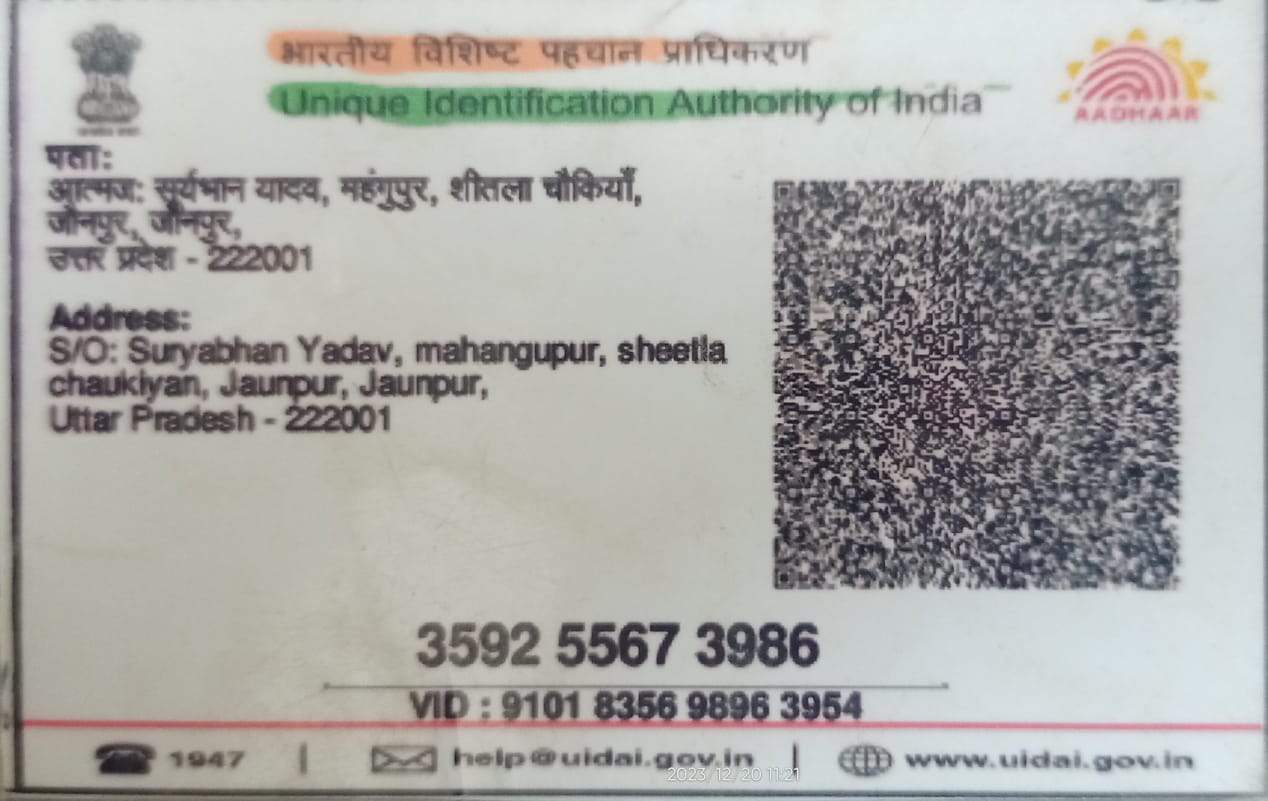 भारतीय विशिष्ट पहचान प्राधिकरण
Unique Identification Authority of India
AADHAAR
पता:
आत्मज: सूर्यभान यादव, महंगुपुर, शीतला चौकियाँ,
जौनपुर, जौनपुर,
उत्तर प्रदेश - 222001
Address:
S/O: Suryabhan Yadav, mahangupur, sheetla
chaukiyan, Jaunpur, Jaunpur,
Uttar Pradesh - 222001
3592 5567 3986
VID : 9101 8356 9896 3954
1947 | help@uidai.gov.in | www.uidai.gov.in
2023/12/20 11:21